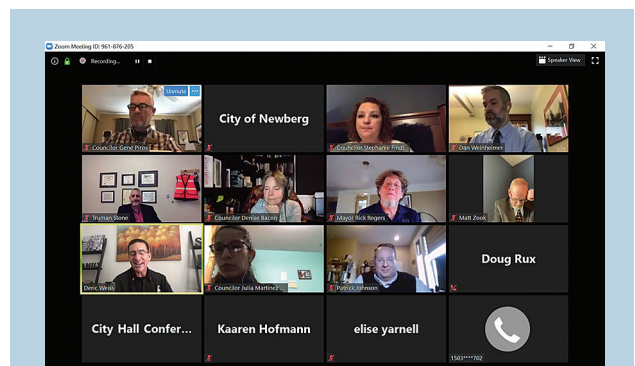 Zoom Meeting ID: 961-876-205
Recording...
Speaker View
Unmute
Councilor Gene Piros
City of Newberg
Councilor Stephanie Findl
Dan Weinheimer
Truman Stone
Councilor Denise Bacon
Mayor Rick Rogers
Matt Zook
Deric Weiss
Councilor Julia Martinez
Patrick Johnson
Doug Rux
City Hall Confer...
Kaaren Hofmann
elise yarnell
1503****702